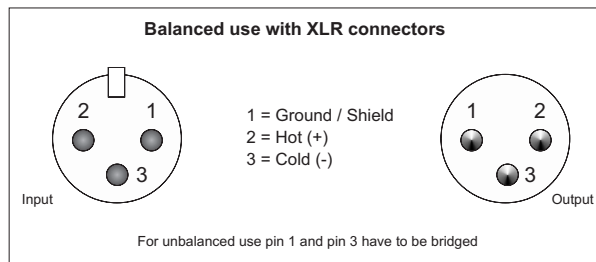 Balanced use with XLR connectors
2 1
3
Input
1 = Ground / Shield
2 = Hot (+)
3 = Cold (-)
1 2
3
Output
For unbalanced use pin 1 and pin 3 have to be bridged